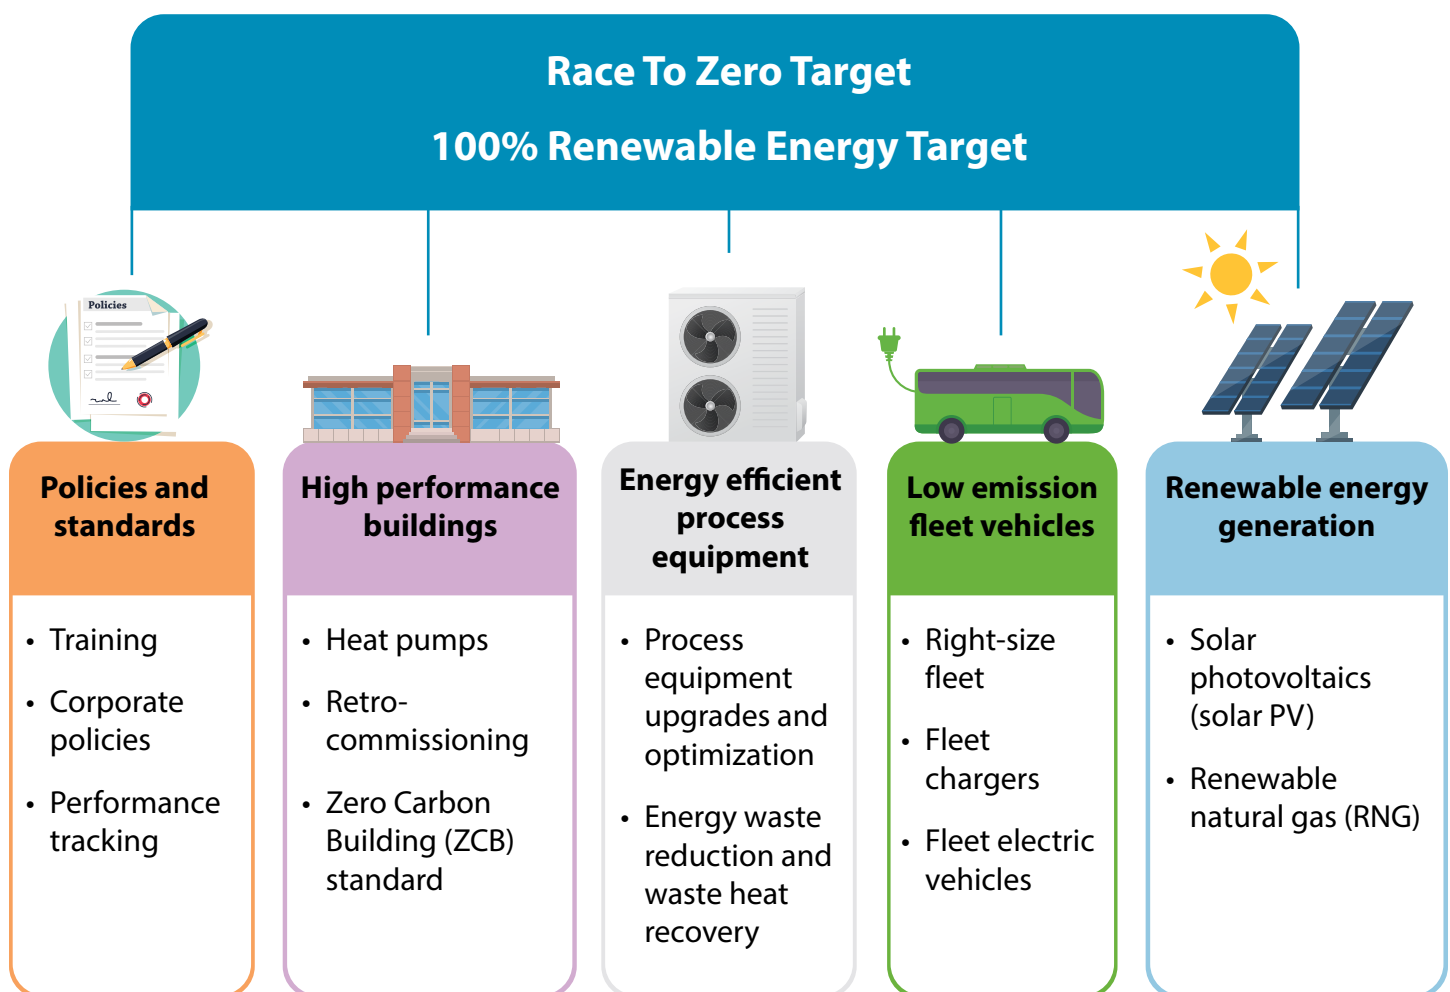 Race To Zero Target
100% Renewable Energy Target
Policies
Policies and
standards
• Training
• Corporate
policies
• Performance
tracking
High performance
buildings
• Heat pumps
• Retro-
commissioning
• Zero Carbon
Building (ZCB)
standard
Energy efficient
process
equipment
• Process
equipment
upgrades and
optimization
• Energy waste
reduction and
waste heat
recovery
Low emission
fleet vehicles
• Right-size
fleet
• Fleet
chargers
• Fleet electric
vehicles
Renewable energy
generation
• Solar
photovoltaics
(solar PV)
• Renewable
natural gas (RNG)